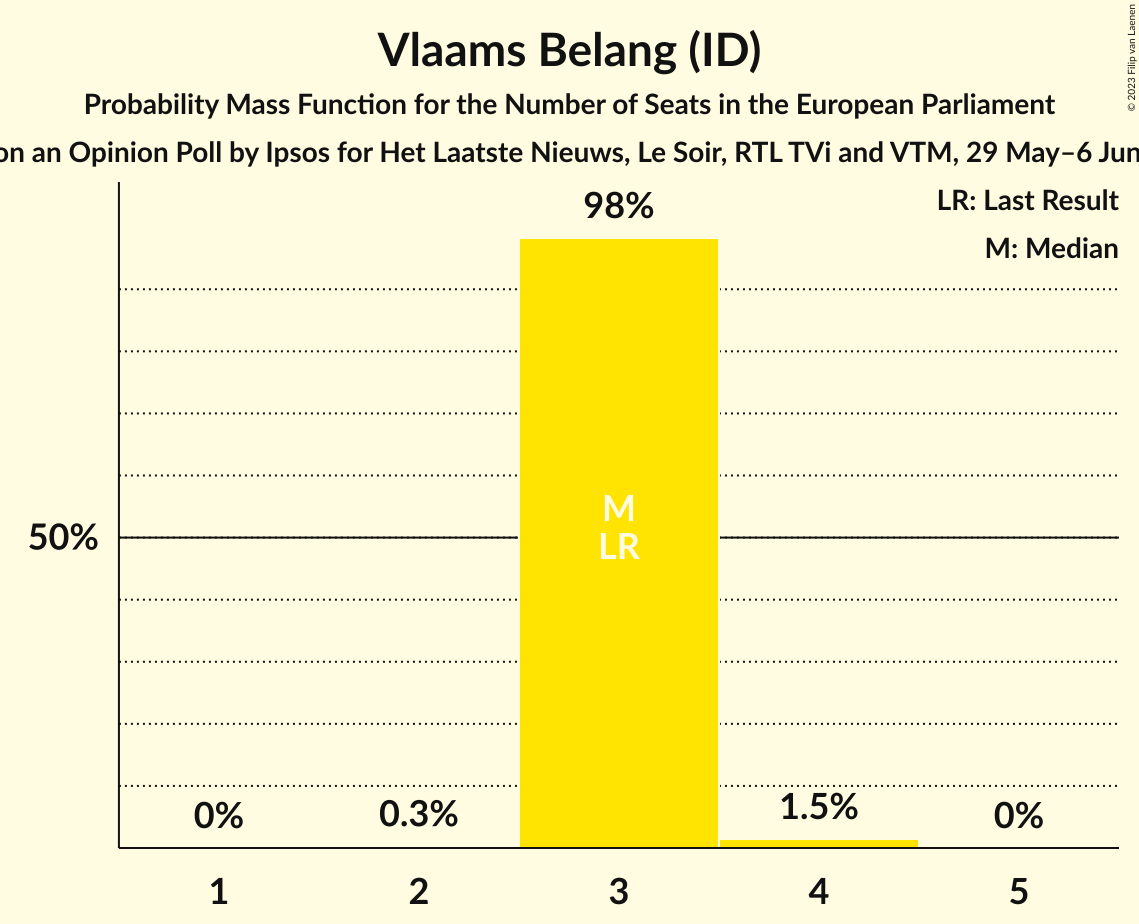 Vlaams Belang (ID)
Probability Mass Function for the Number of Seats in the European Parliament
on an Opinion Poll by Ipsos for Het Laatste Nieuws, Le Soir, RTL TVi and VTM, 29 May–6 Jun
© 2023 Filip van Laenen
LR: Last Result
M: Median
98%
M
LR
50%
0%
0.3%
1.5%
0%
1
2
3
4
5